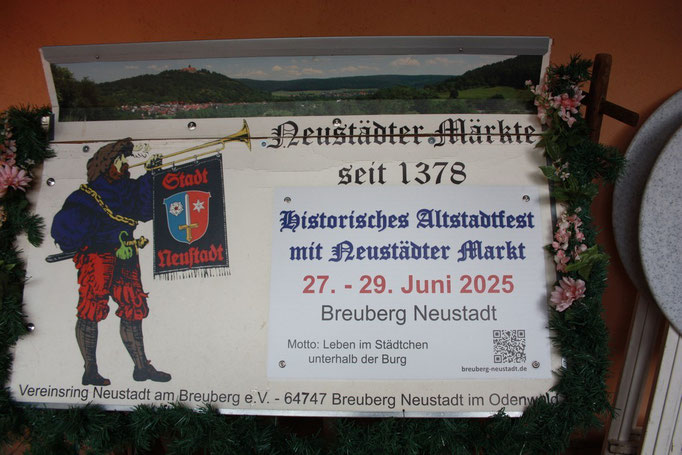 Neustädter Märkte
seit 1378
Stadt
Neustadt
Historisches Altstadtfest
mit Neustädter Markt
27. - 29. Juni 2025
Breuberg Neustadt
Motto: Leben im Städtchen
unterhalb der Burg
breuberg-neustadt.de
Vereinsring Neustadt am Breuberg e.V. - 64747 Breuberg Neustadt im Odenwald